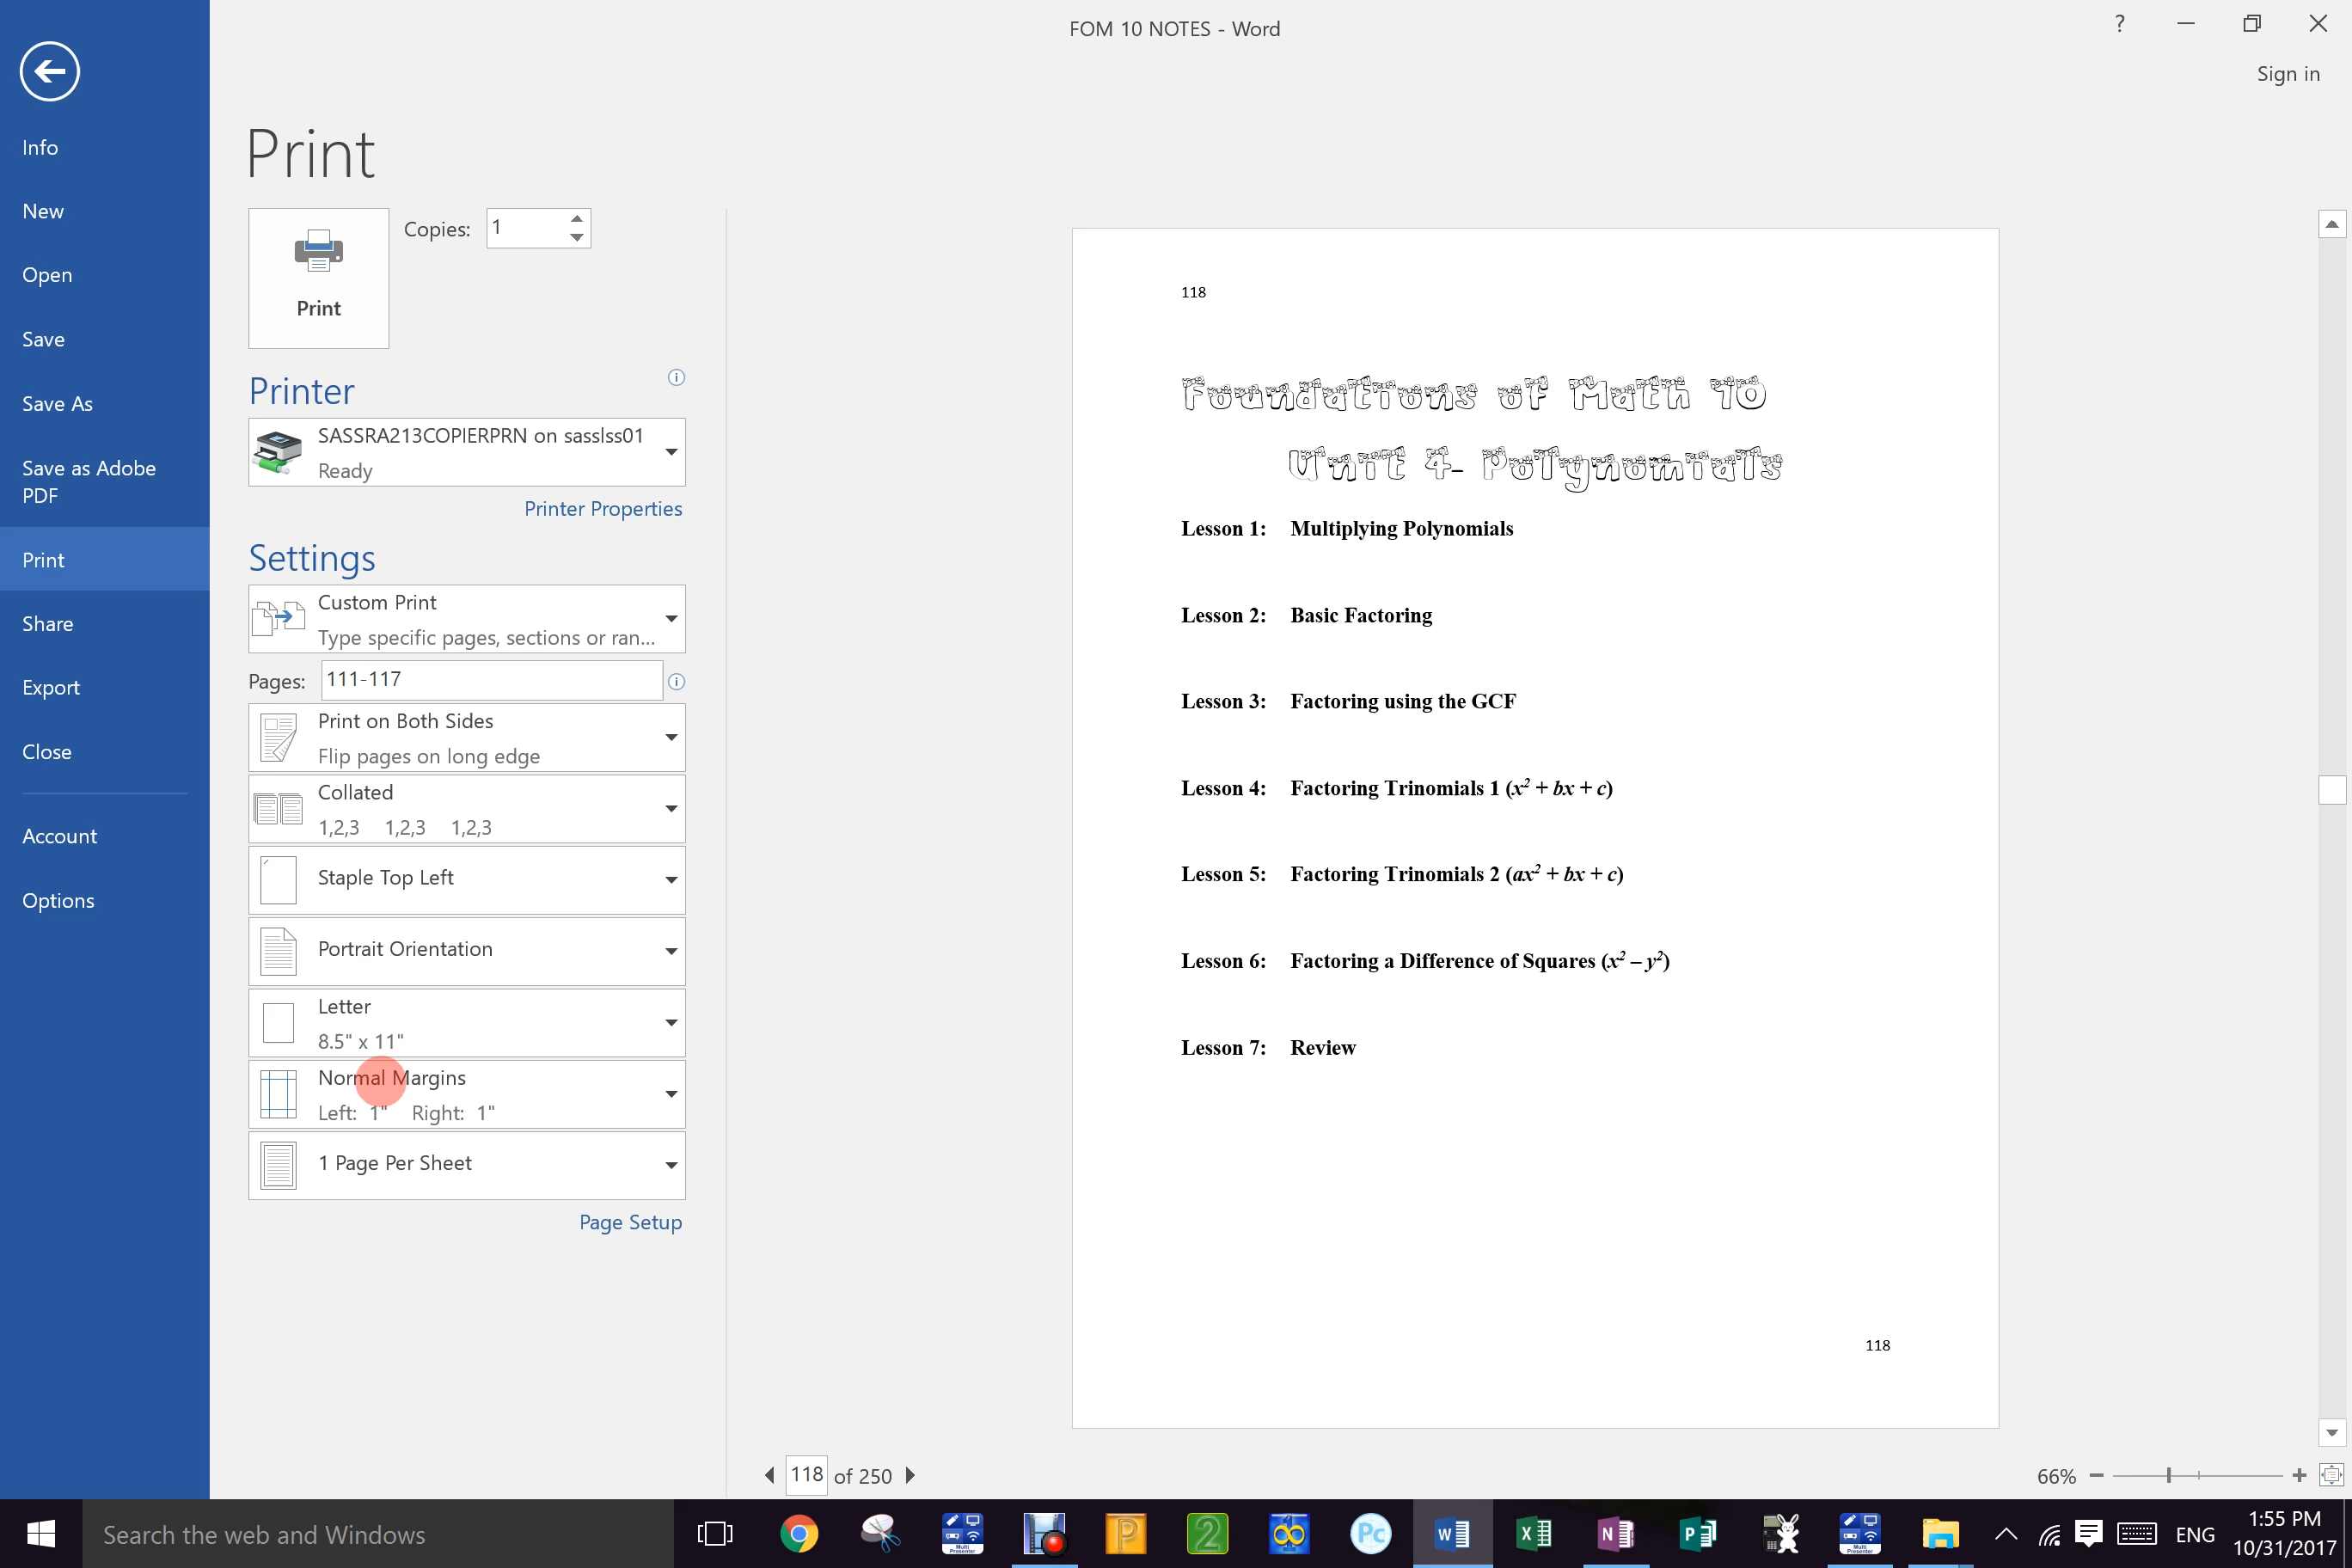 FOM 10 NOTES - Word
?
Sign in
Info
New
Open
Save
Save As
Save as Adobe
PDF
Print
Share
Export
Close
Account
Options
Print
Print
Copies: 1
Printer
SASSRA213COPIERPRN on sasslss01
Ready
Printer Properties
Settings
Custom Print
Type specific pages, sections or ran...
Pages: 111-117
Print on Both Sides
Flip pages on long edge
Collated
1,2,3 1,2,3 1,2,3
Staple Top Left
Portrait Orientation
Letter
8.5" x 11"
Normal Margins
Left: 1" Right: 1"
1 Page Per Sheet
Page Setup
118
Foundations of Math 10
Unit 4- Polynomials
Lesson 1: Multiplying Polynomials
Lesson 2: Basic Factoring
Lesson 3: Factoring using the GCF
Lesson 4: Factoring Trinomials 1 (x² + bx + c)
Lesson 5: Factoring Trinomials 2 (ax² + bx + c)
Lesson 6: Factoring a Difference of Squares (x² – y²)
Lesson 7: Review
118
118 of 250
66%
Search the web and Windows
P
2
Pc
W
X
N
P
ENG
1:55 PM
10/31/2017